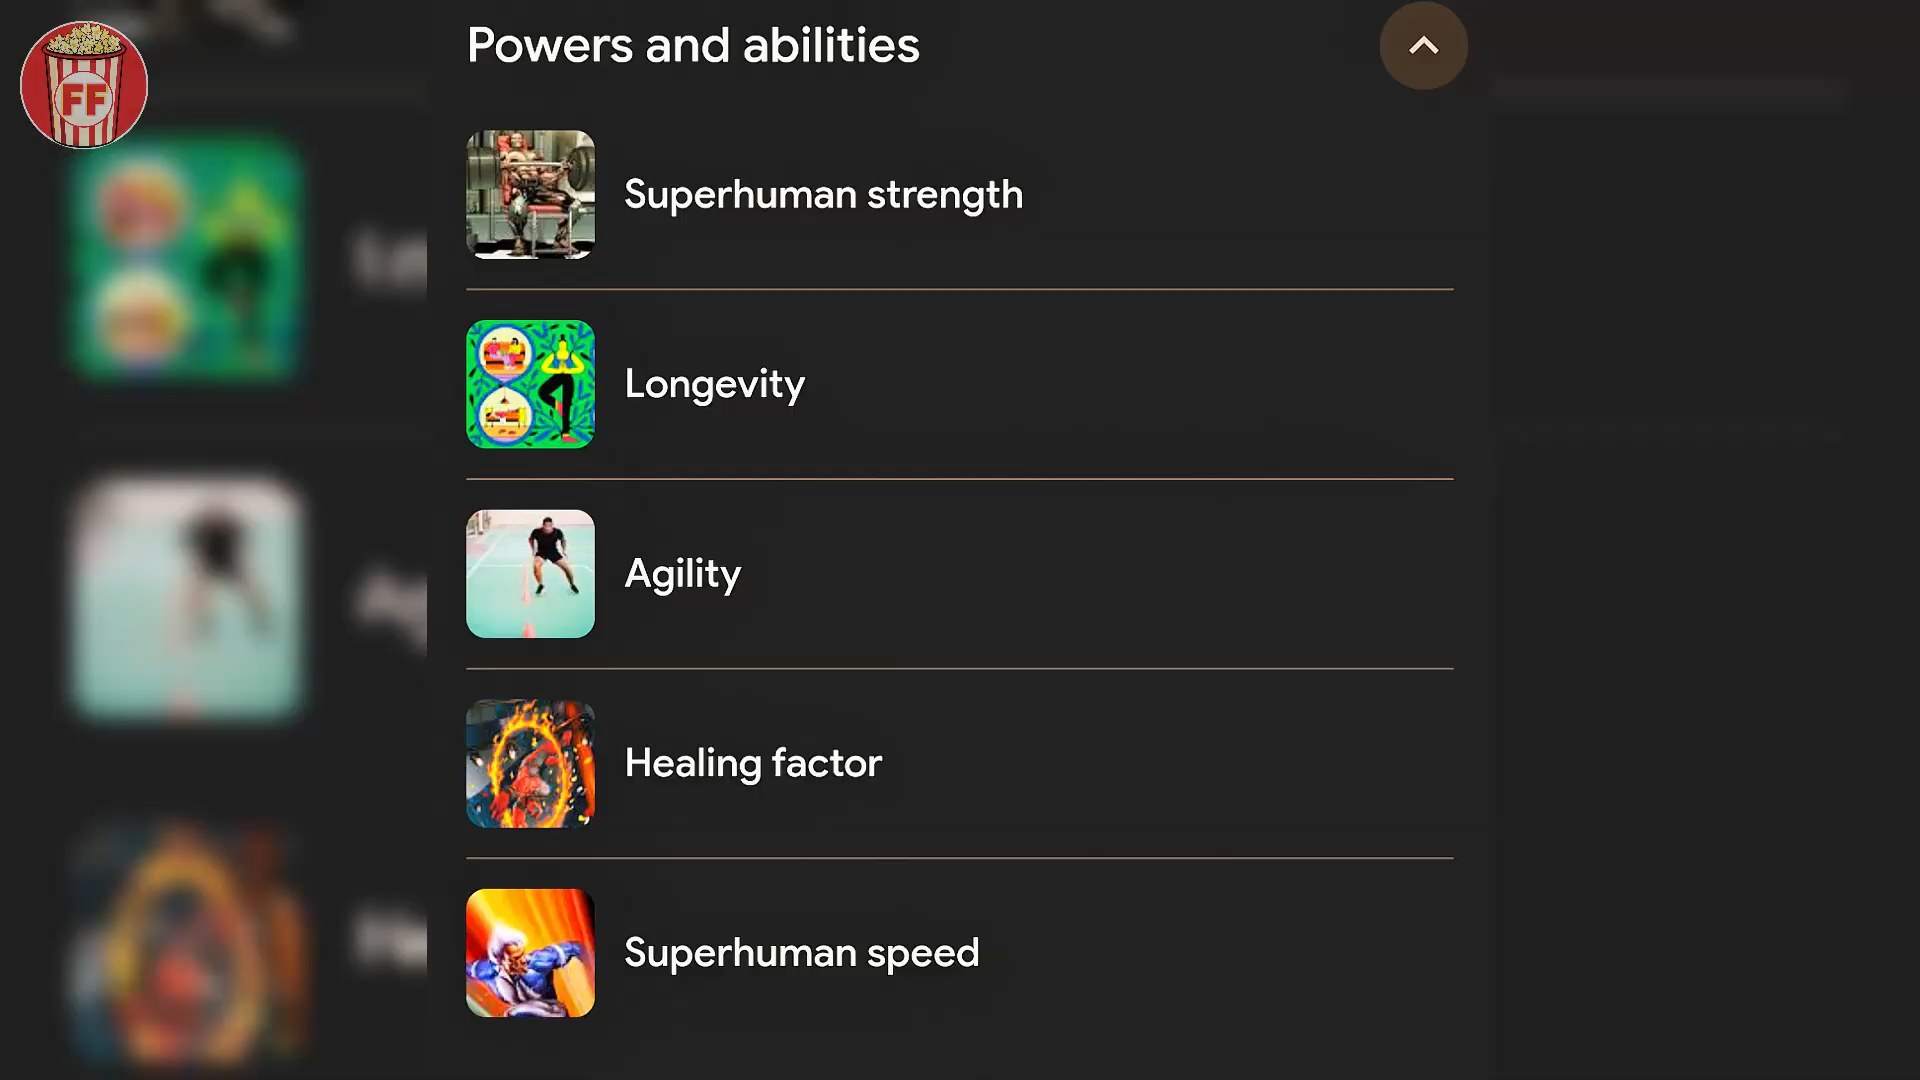 FF
Powers and abilities
Superhuman strength
Longevity
Agility
Healing factor
Superhuman speed